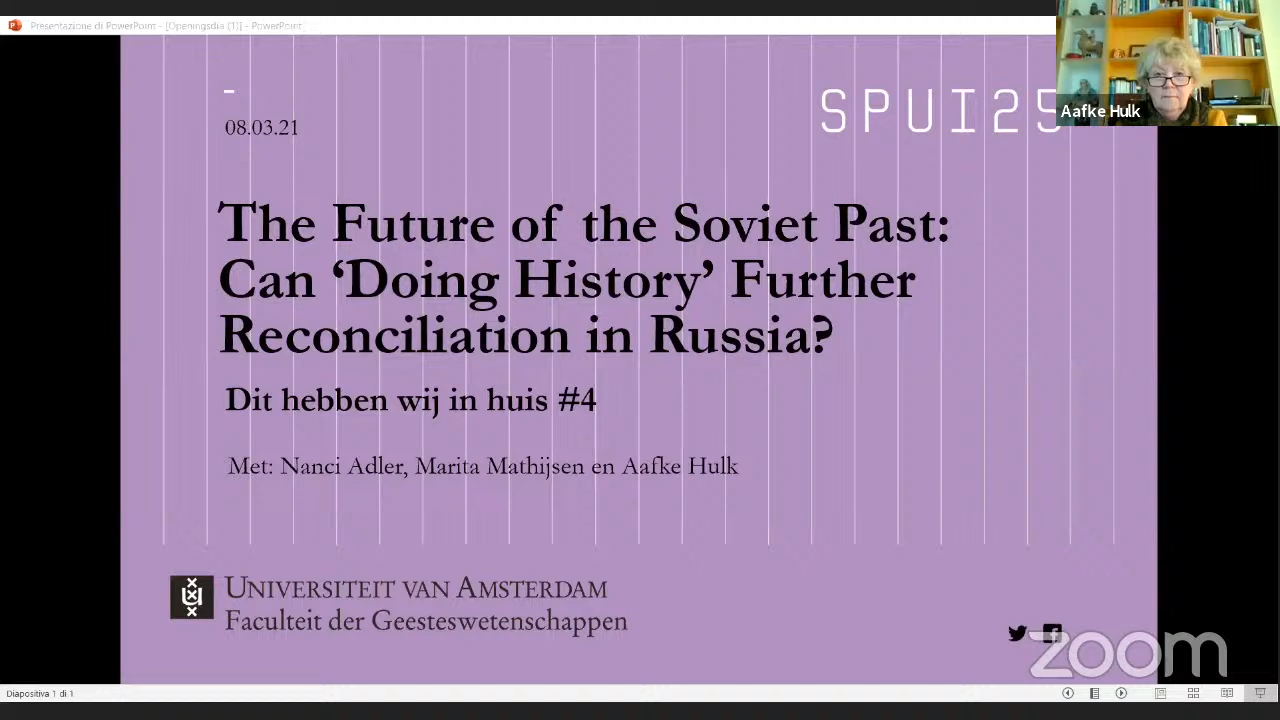 Presentazione di PowerPoint - [Openingsdia (1)] - PowerPoint
Aafke Hulk
08.03.21
SPUI25
The Future of the Soviet Past:
Can ‘Doing History’ Further
Reconciliation in Russia?
Dit hebben wij in huis #4
Met: Nanci Adler, Marita Mathijsen en Aafke Hulk
UNIVERSITEIT VAN AMSTERDAM
Faculteit der Geesteswetenschappen
zoom
Diapositiva 1 di 1